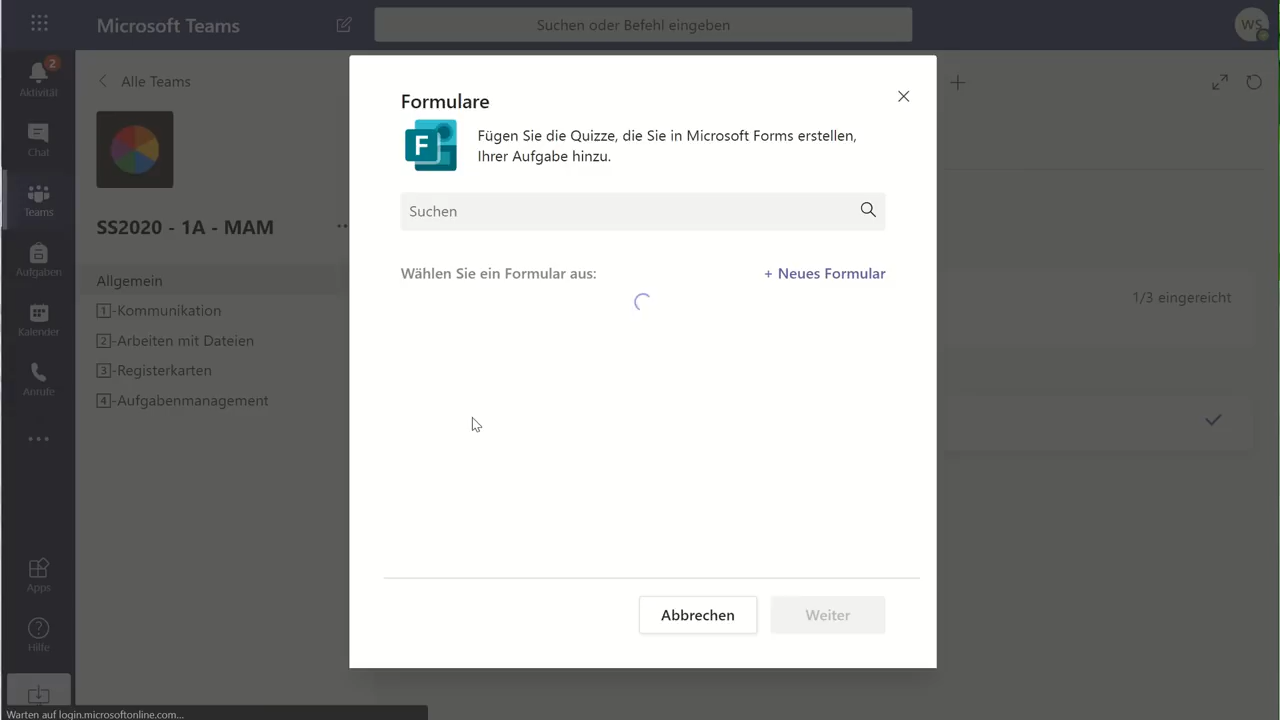 Microsoft Teams
Suchen oder Befehl eingeben
WS
2
Aktivität
Chat
Teams
Aufgaben
Kalender
Anrufe
Apps
Hilfe
Alle Teams
SS2020 - 1A - MAM
Allgemein
1-Kommunikation
2-Arbeiten mit Dateien
3-Registerkarten
4-Aufgabenmanagement
Formulare
F
Fügen Sie die Quizze, die Sie in Microsoft Forms erstellen,
Ihrer Aufgabe hinzu.
Suchen
Wählen Sie ein Formular aus:
+ Neues Formular
Abbrechen
Weiter
1/3 eingereicht
Warten auf login.microsoftonline.com...